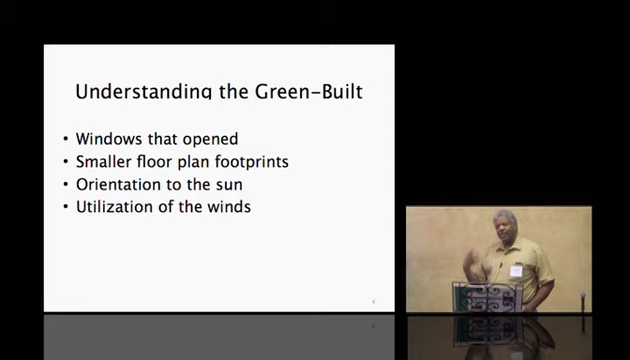 Understanding the Green-Built
• Windows that opened
• Smaller floor plan footprints
• Orientation to the sun
• Utilization of the winds
4